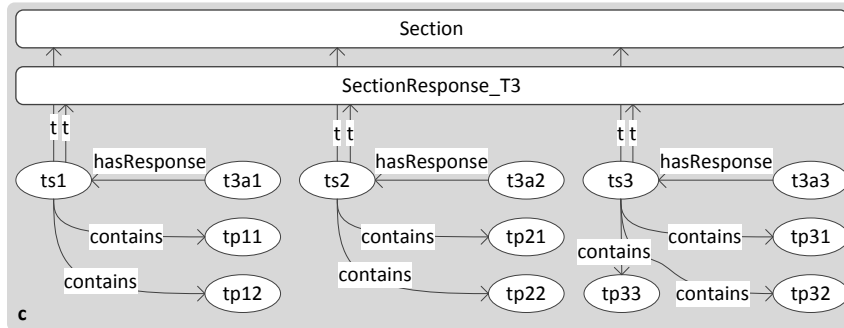 Section
SectionResponse_T3
t t t t t t
hasResponse hasResponse hasResponse
ts1 t3a1 ts2 t3a2 ts3 t3a3
contains tp11 contains tp21 contains tp31
contains
contains tp12 contains tp22 tp33 contains tp32
c